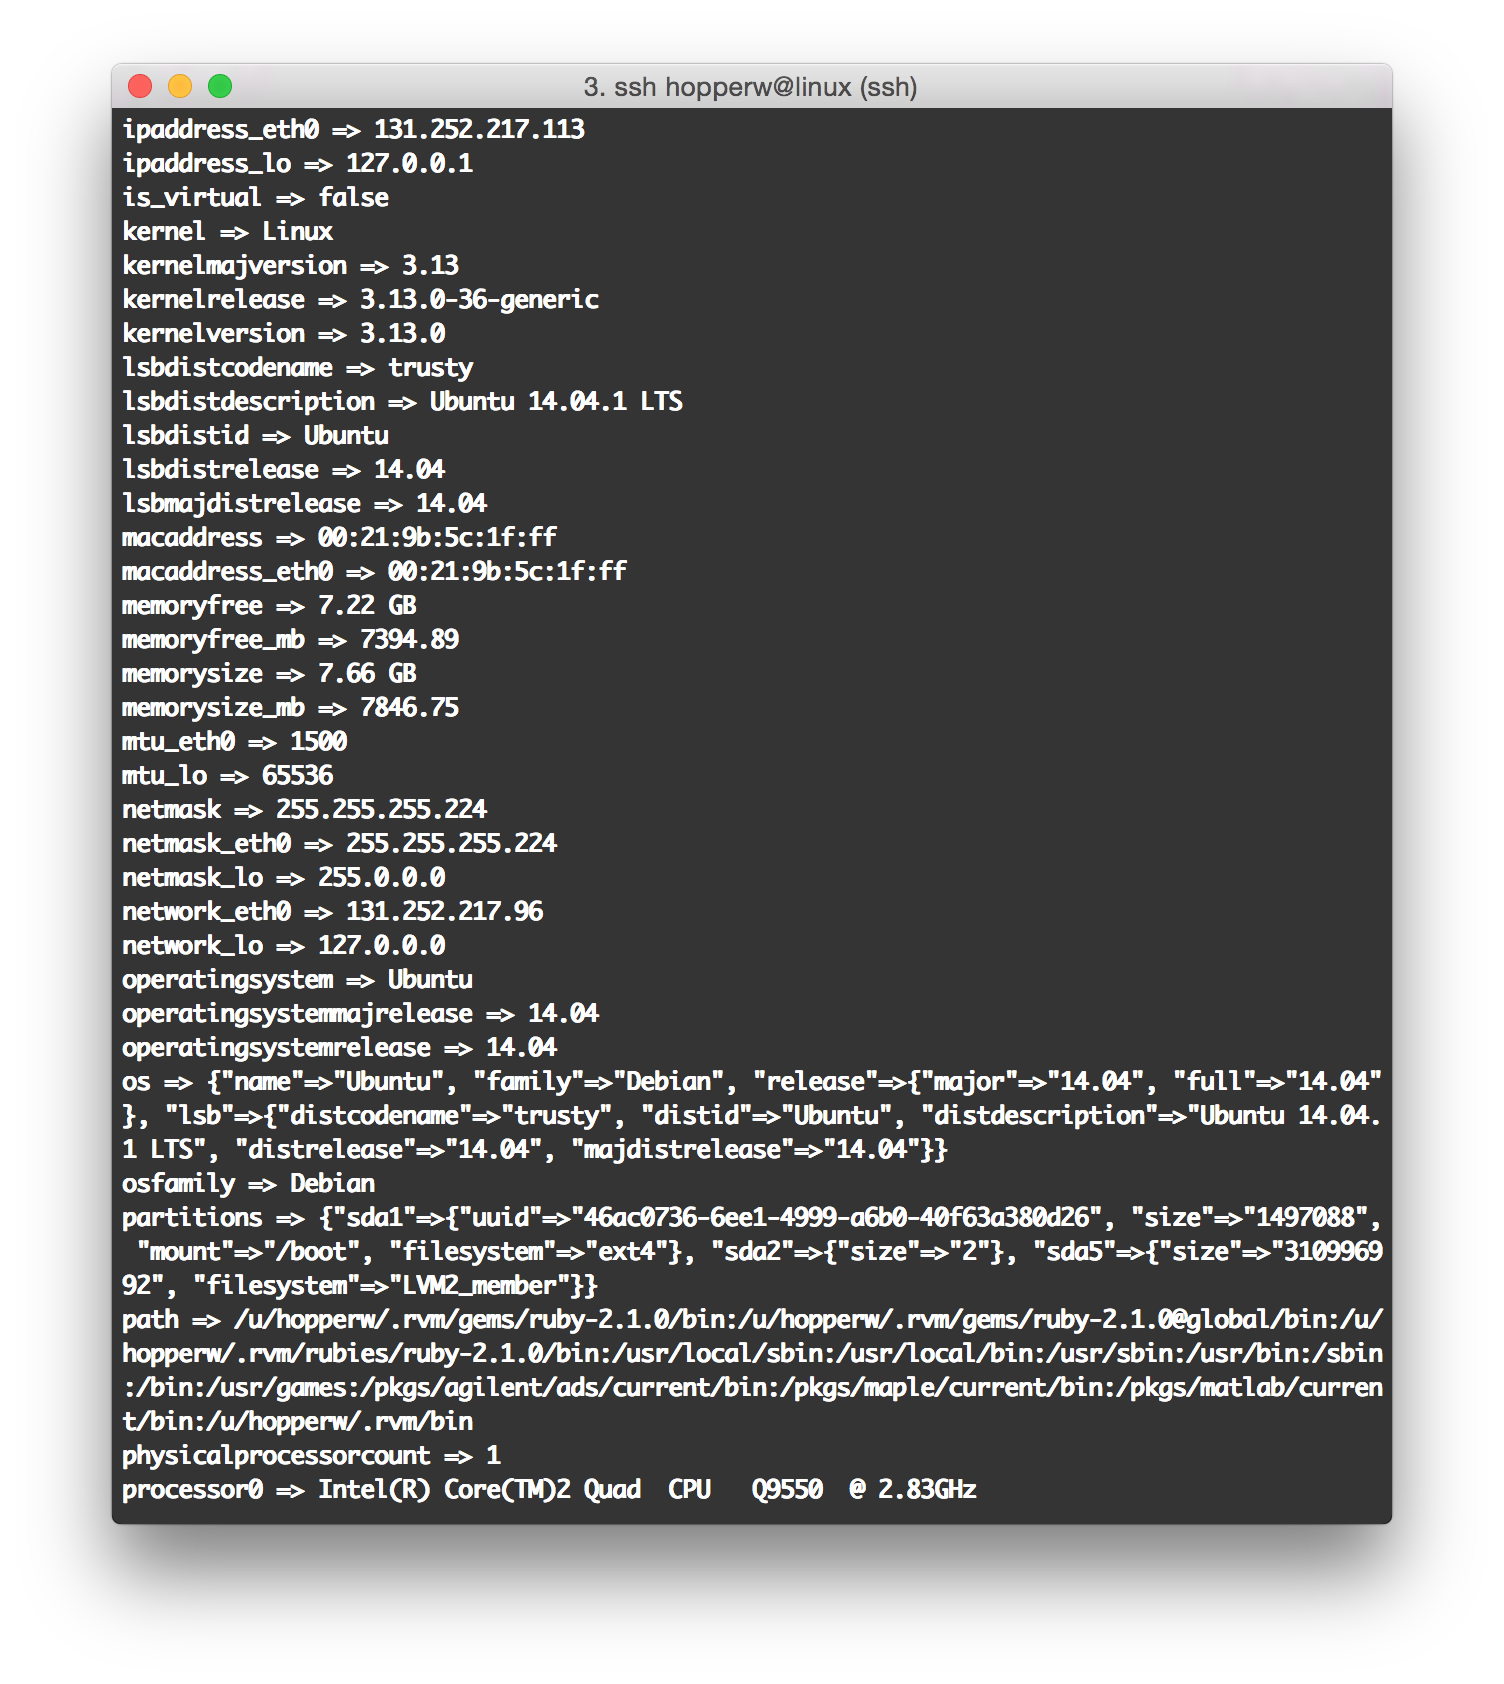 3. ssh hopperw@linux (ssh)
ipaddress_eth0 => 131.252.217.113
ipaddress_lo => 127.0.0.1
is_virtual => false
kernel => Linux
kernelmajversion => 3.13
kernelrelease => 3.13.0-36-generic
kernelversion => 3.13.0
lsbdistcodename => trusty
lsbdistdescription => Ubuntu 14.04.1 LTS
lsbdistid => Ubuntu
lsbdistrelease => 14.04
lsbmajdistrelease => 14.04
macaddress => 00:21:9b:5c:1f:ff
macaddress_eth0 => 00:21:9b:5c:1f:ff
memoryfree => 7.22 GB
memoryfree_mb => 7394.89
memorysize => 7.66 GB
memorysize_mb => 7846.75
mtu_eth0 => 1500
mtu_lo => 65536
netmask => 255.255.255.224
netmask_eth0 => 255.255.255.224
netmask_lo => 255.0.0.0
network_eth0 => 131.252.217.96
network_lo => 127.0.0.0
operatingsystem => Ubuntu
operatingsystemmajrelease => 14.04
operatingsystemrelease => 14.04
os => {"name"=>"Ubuntu", "family"=>"Debian", "release"=>{"major"=>"14.04", "full"=>"14.04"
}, "lsb"=>{"distcodename"=>"trusty", "distid"=>"Ubuntu", "distdescription"=>"Ubuntu 14.04.
1 LTS", "distrelease"=>"14.04", "majdistrelease"=>"14.04"}}
osfamily => Debian
partitions => {"sda1"=>{"uuid"=>"46ac0736-6ee1-4999-a6b0-40f63a380d26", "size"=>"1497088",
 "mount"=>"/boot", "filesystem"=>"ext4"}, "sda2"=>{"size"=>"2"}, "sda5"=>{"size"=>"3109969
92", "filesystem"=>"LVM2_member"}}
path => /u/hopperw/.rvm/gems/ruby-2.1.0/bin:/u/hopperw/.rvm/gems/ruby-2.1.0@global/bin:/u/
hopperw/.rvm/rubies/ruby-2.1.0/bin:/usr/local/sbin:/usr/local/bin:/usr/sbin:/usr/bin:/sbin
:/bin:/usr/games:/pkgs/agilent/ads/current/bin:/pkgs/maple/current/bin:/pkgs/matlab/curren
t/bin:/u/hopperw/.rvm/bin
physicalprocessorcount => 1
processor0 => Intel(R) Core(TM)2 Quad  CPU   Q9550  @ 2.83GHz